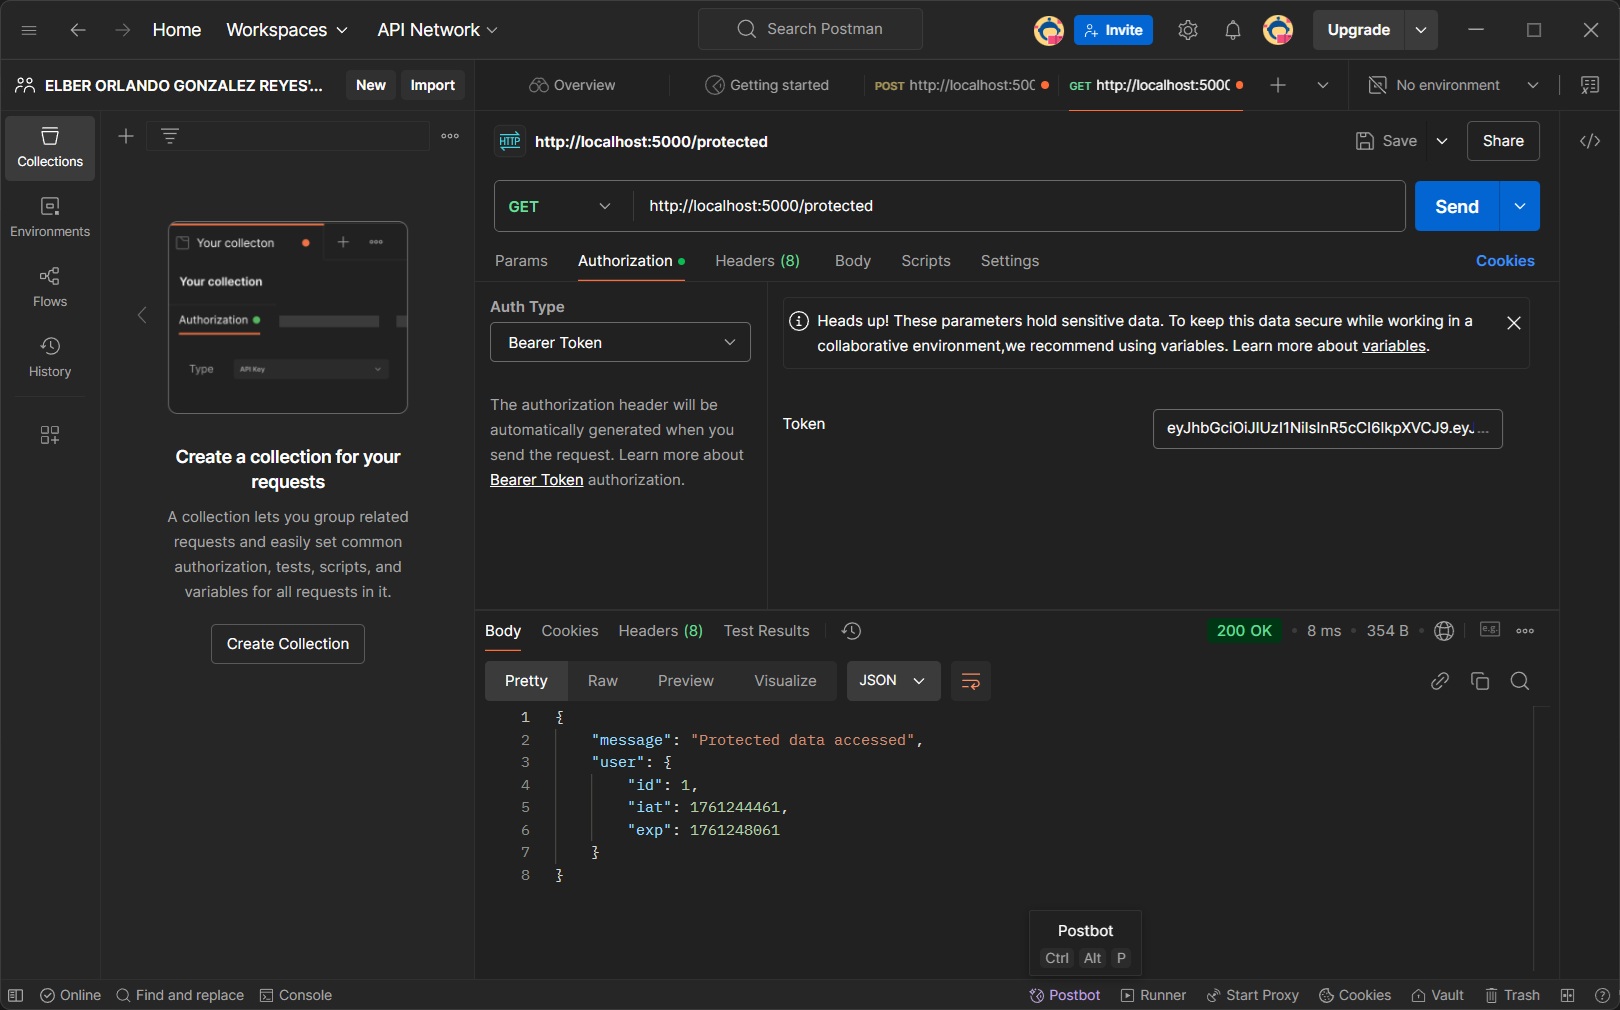 Home
Workspaces
API Network
Search Postman
Invite
Upgrade
ELBER ORLANDO GONZALEZ REYES'...
New
Import
Overview
Getting started
POST http://localhost:500
GET http://localhost:5000
No environment
Collections
Environments
Flows
History
Your collecton
Your collection
Authorization
Type
API Key
Create a collection for your
requests
A collection lets you group related
requests and easily set common
authorization, tests, scripts, and
variables for all requests in it.
Create Collection
HTTP
http://localhost:5000/protected
Save
Share
GET
http://localhost:5000/protected
Send
Params
Authorization
Headers (8)
Body
Scripts
Settings
Cookies
Auth Type
Bearer Token
The authorization header will be
automatically generated when you
send the request. Learn more about
Bearer Token authorization.
Heads up! These parameters hold sensitive data. To keep this data secure while working in a
collaborative environment,we recommend using variables. Learn more about variables.
Token
eyJhbGciOiJIUzI1NiIsInR5cCI6IkpXVCJ9.eyJ...
Body
Cookies
Headers (8)
Test Results
200 OK
8 ms
354 B
e.g.
Pretty
Raw
Preview
Visualize
JSON
1 {
2 "message": "Protected data accessed",
3 "user": {
4 "id": 1,
5 "iat": 1761244461,
6 "exp": 1761248061
7 }
8 }
Postbot
Ctrl Alt P
Online
Find and replace
Console
Postbot
Runner
Start Proxy
Cookies
Vault
Trash